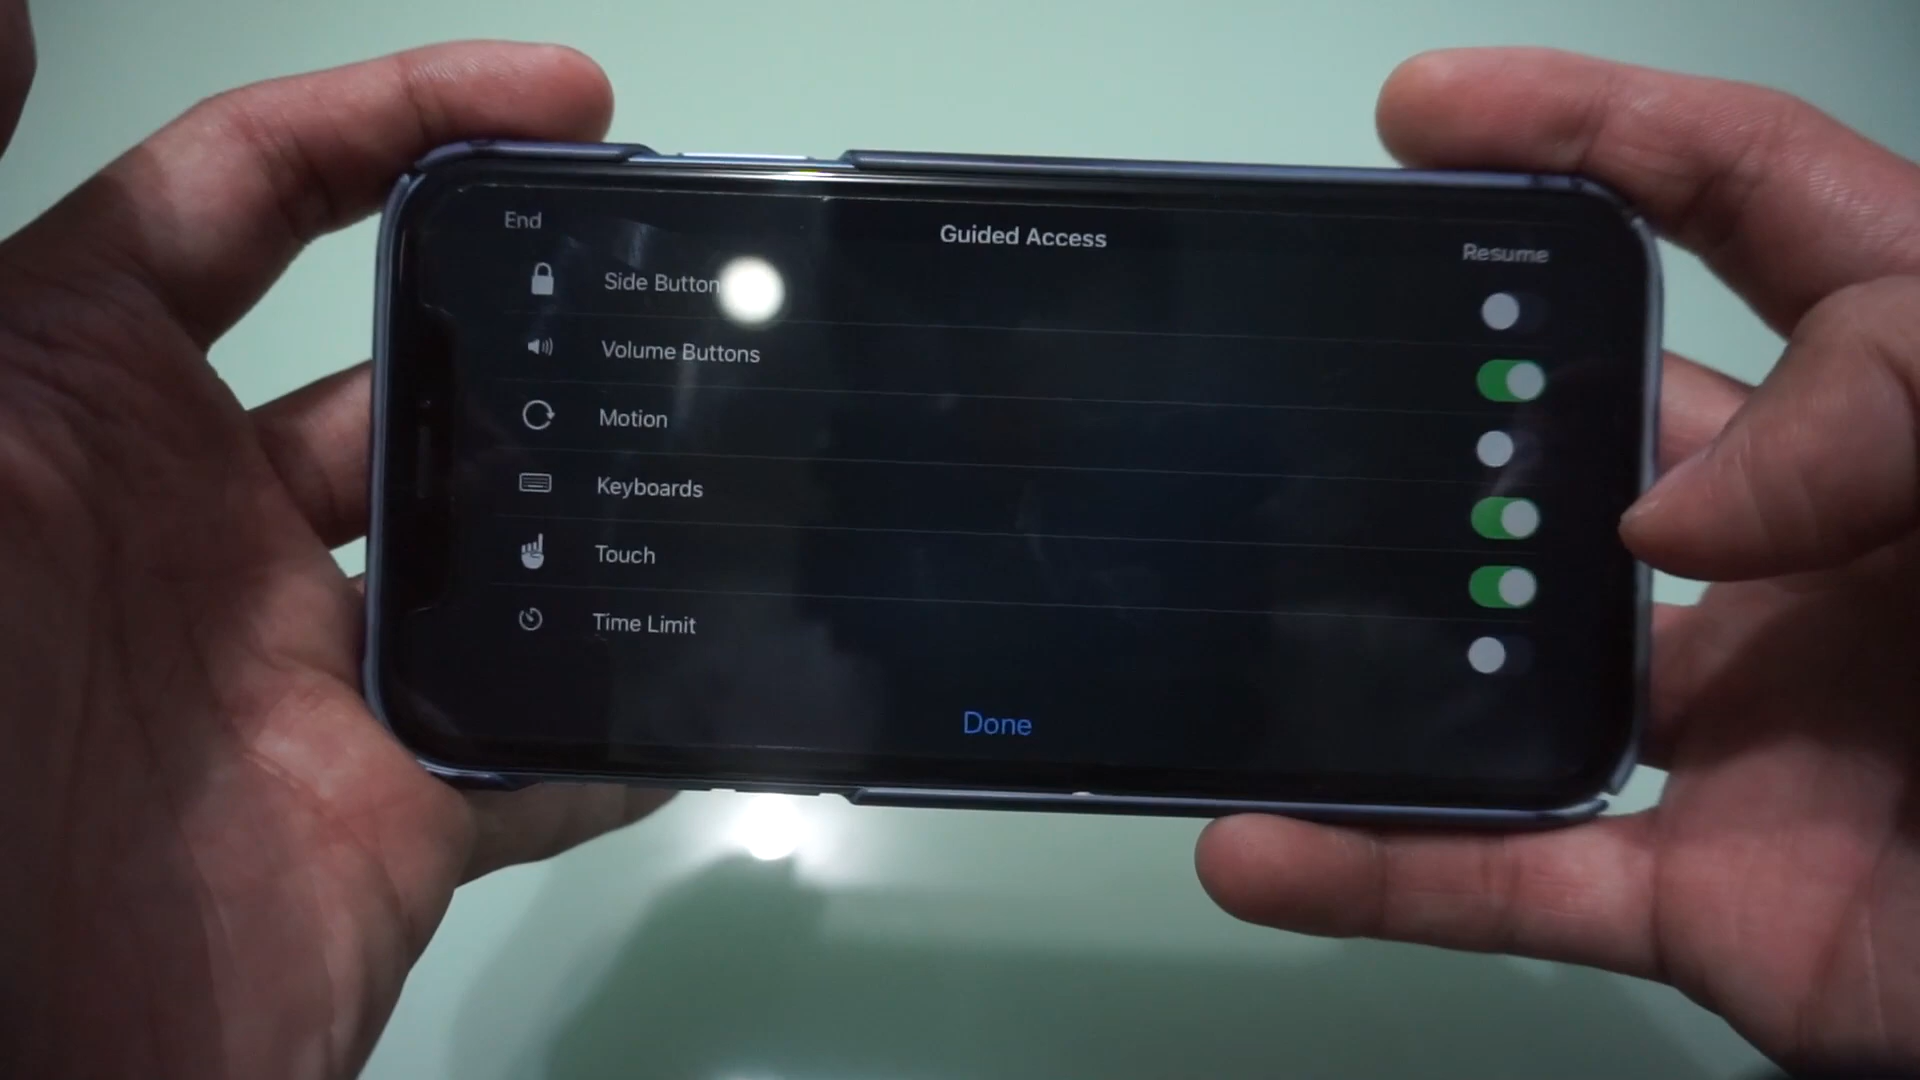 End
Guided Access
Resume
Side Button
Volume Buttons
Motion
Keyboards
Touch
Time Limit
Done